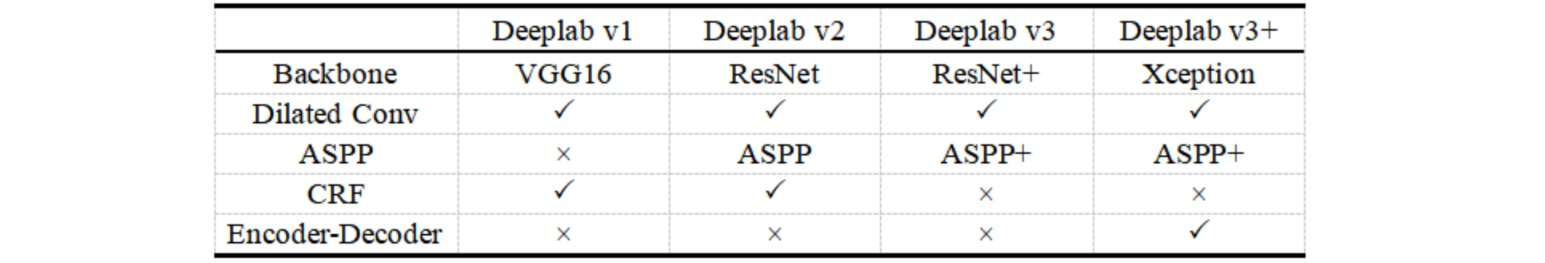 Deeplab v1 Deeplab v2 Deeplab v3 Deeplab v3+
Backbone VGG16 ResNet ResNet+ Xception
Dilated Conv ✓ ✓ ✓ ✓
ASPP × ASPP ASPP+ ASPP+
CRF ✓ ✓ × ×
Encoder-Decoder × × × ✓